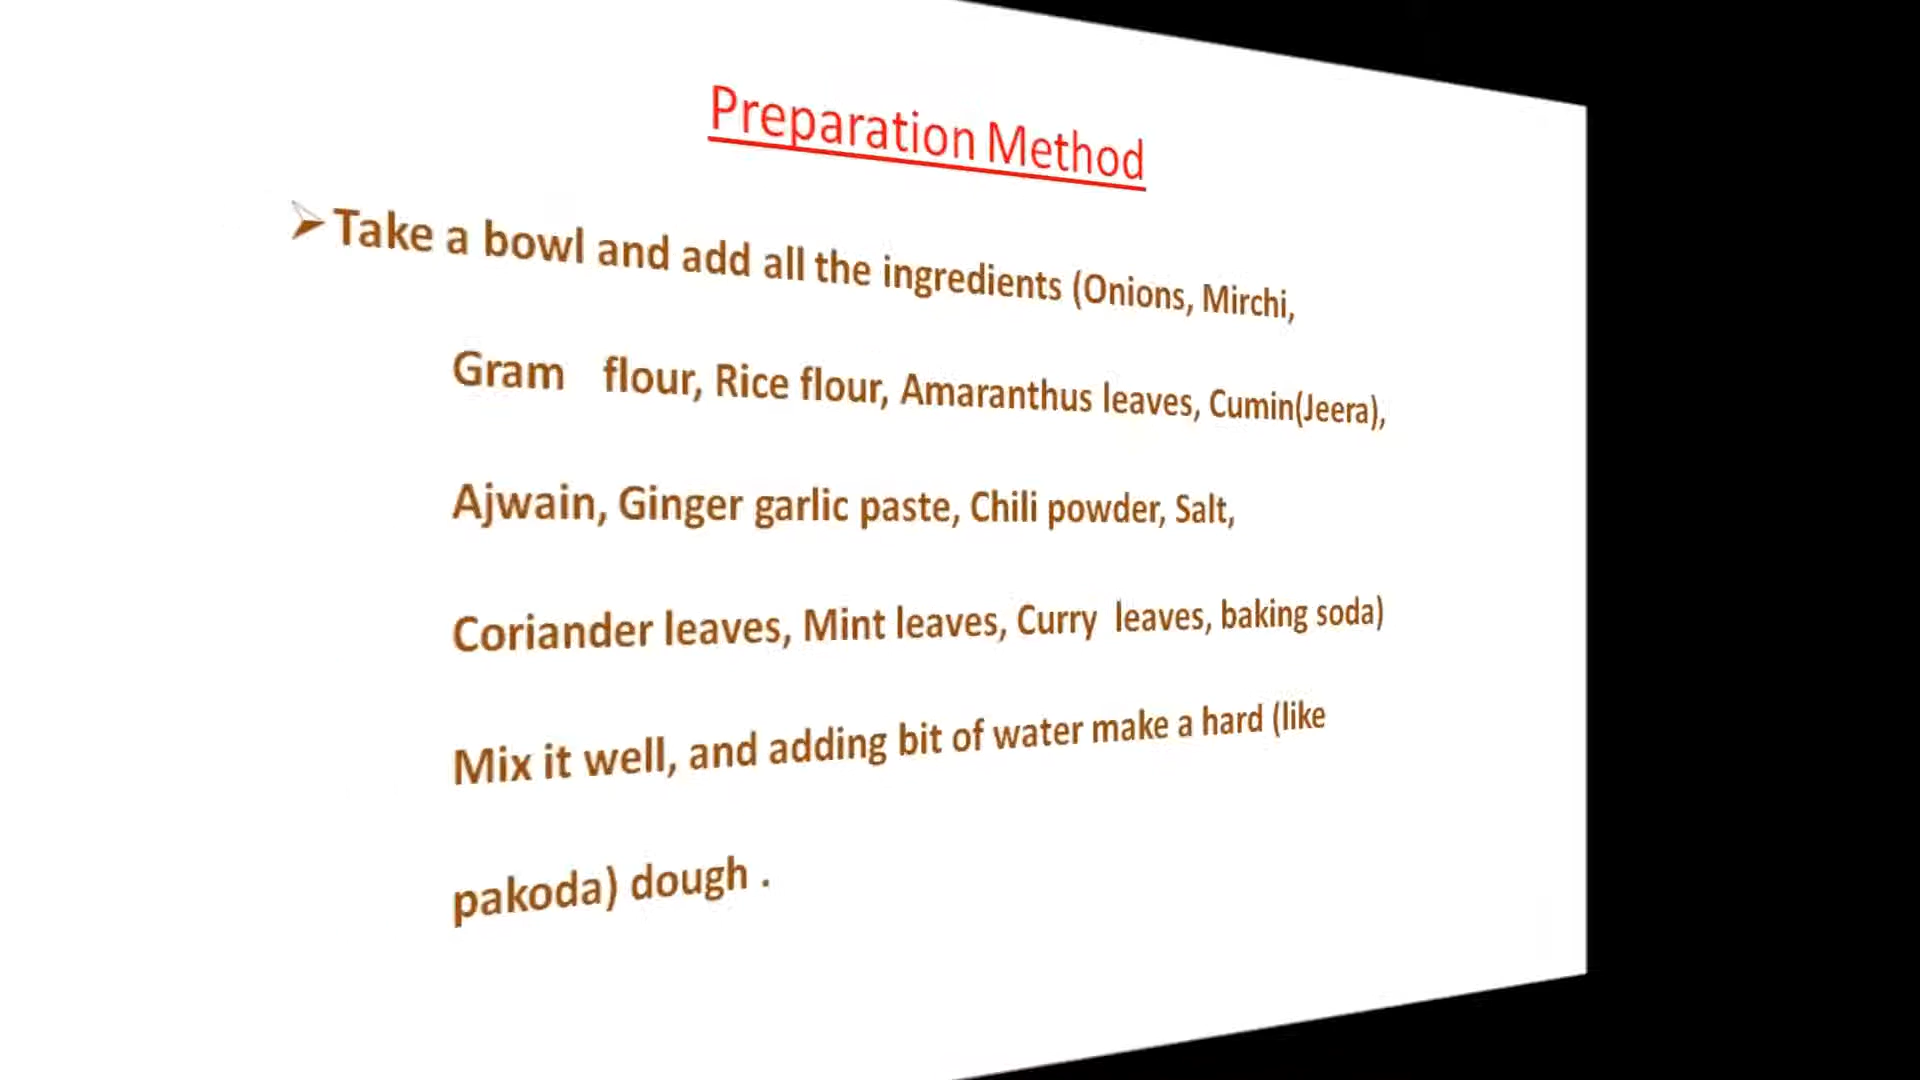 Preparation Method
➢Take a bowl and add all the ingredients (Onions, Mirchi,
Gram flour, Rice flour, Amaranthus leaves, Cumin(Jeera),
Ajwain, Ginger garlic paste, Chili powder, Salt,
Coriander leaves, Mint leaves, Curry leaves, baking soda)
Mix it well, and adding bit of water make a hard (like
pakoda) dough .